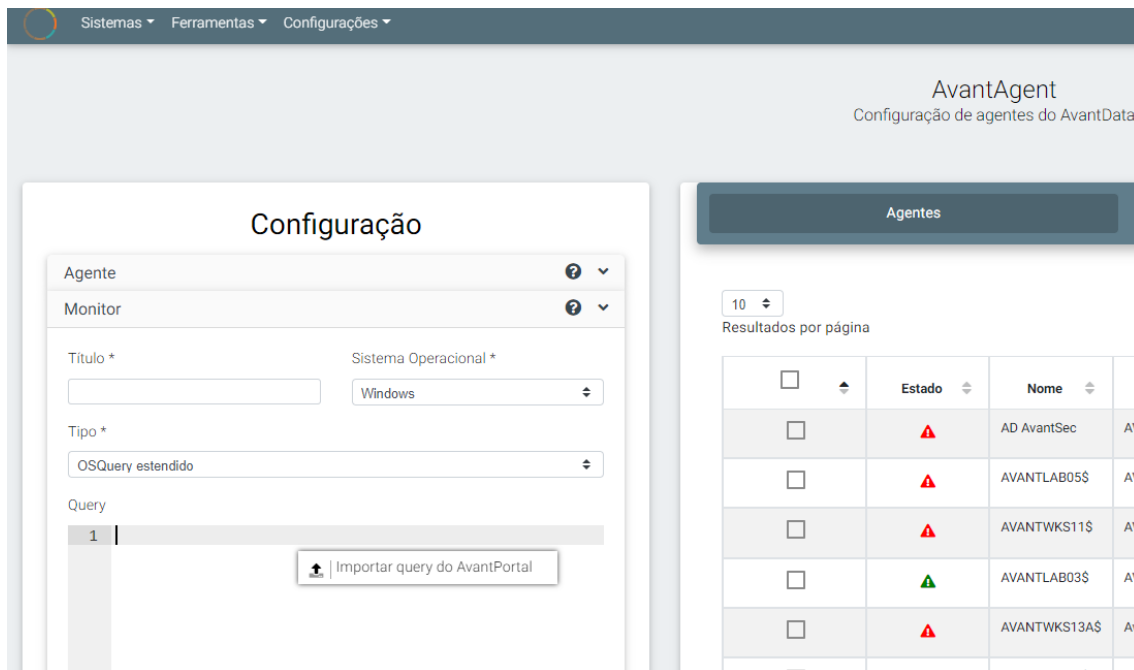 Sistemas Ferramentas Configurações
AvantAgent
Configuração de agentes do AvantData
Configuração
Agente
Monitor
Título * Sistema Operacional *
Windows
Tipo *
OSQuery estendido
Query
1
Importar query do AvantPortal
Agentes
10
Resultados por página
Estado Nome
AD AvantSec
AVANTLAB05$
AVANTWKS11$
AVANTLAB03$
AVANTWKS13A$